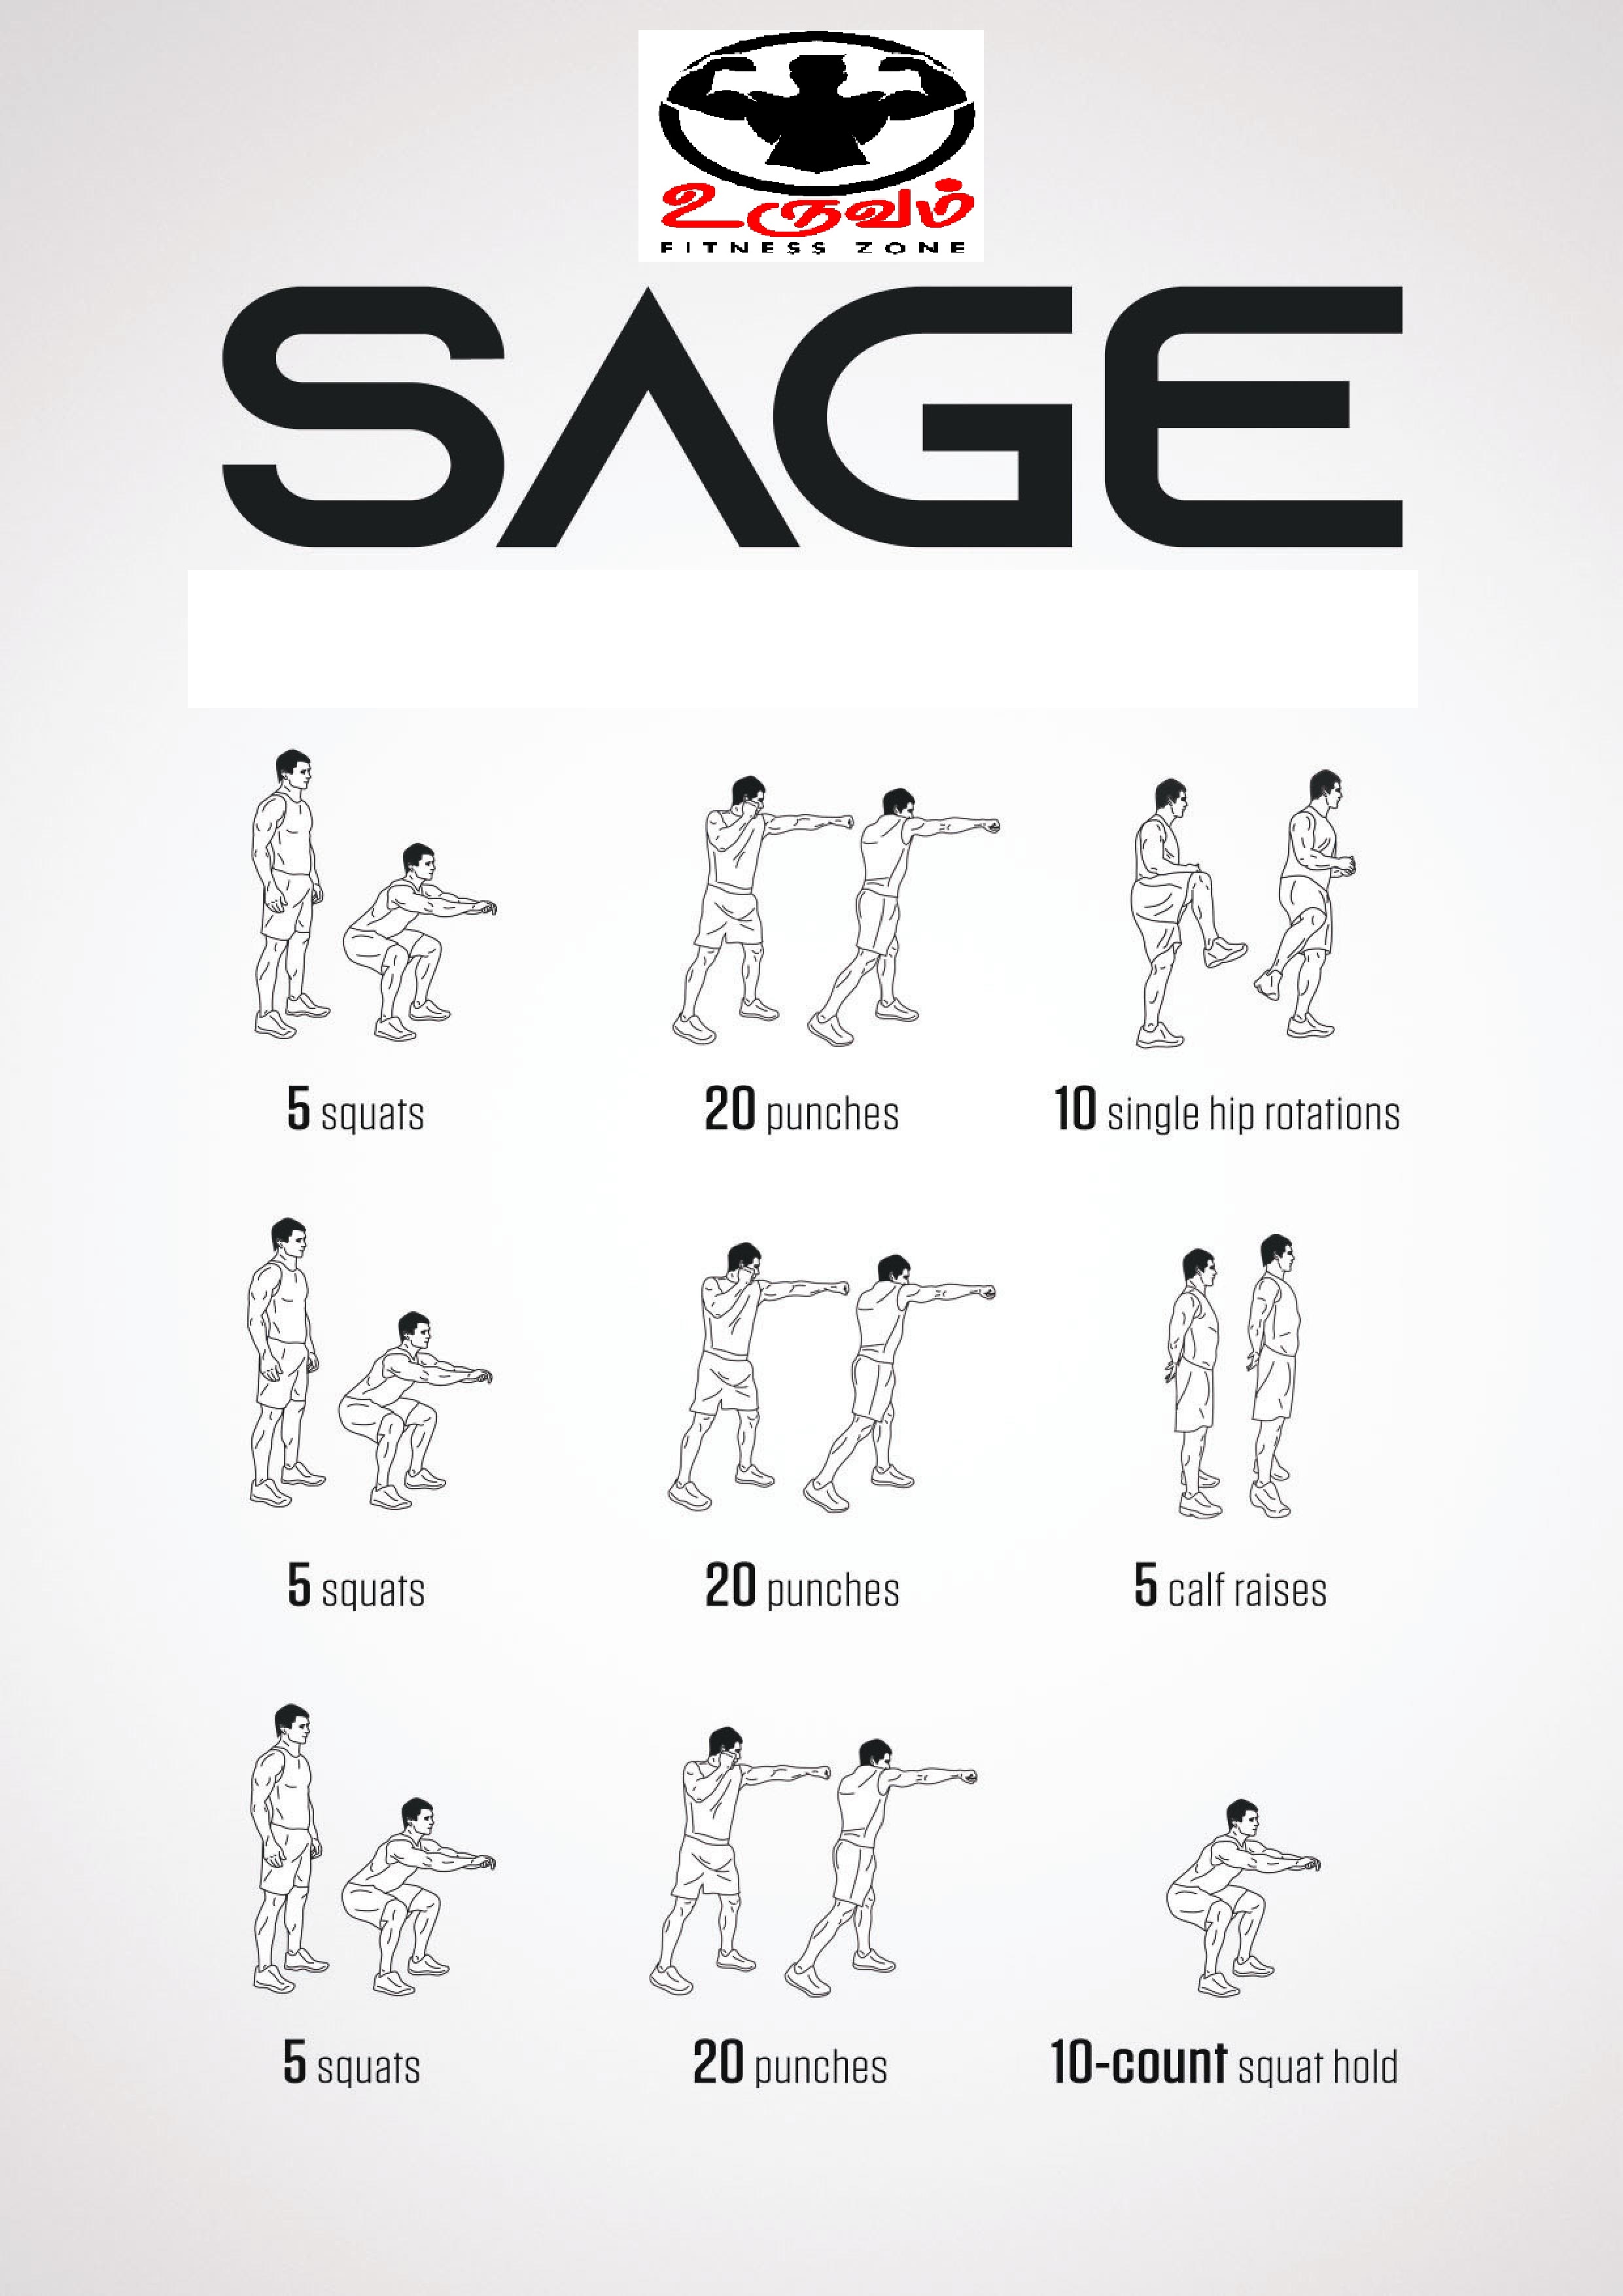 உருவம்
FITNESS ZONE
SAGE
5 squats
20 punches
10 single hip rotations
5 squats
20 punches
5 calf raises
5 squats
20 punches
10-count squat hold